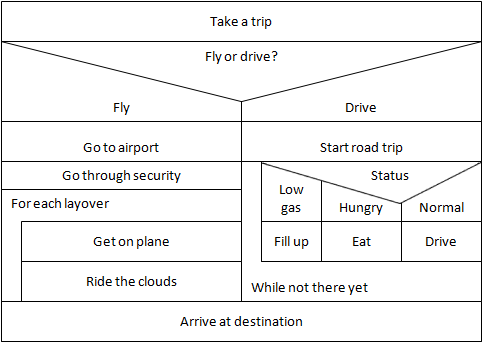 Take a trip
Fly or drive?
Fly
Drive
Go to airport
Start road trip
Go through security
Status
For each layover
Low
gas
Hungry
Normal
Get on plane
Fill up
Eat
Drive
Ride the clouds
While not there yet
Arrive at destination